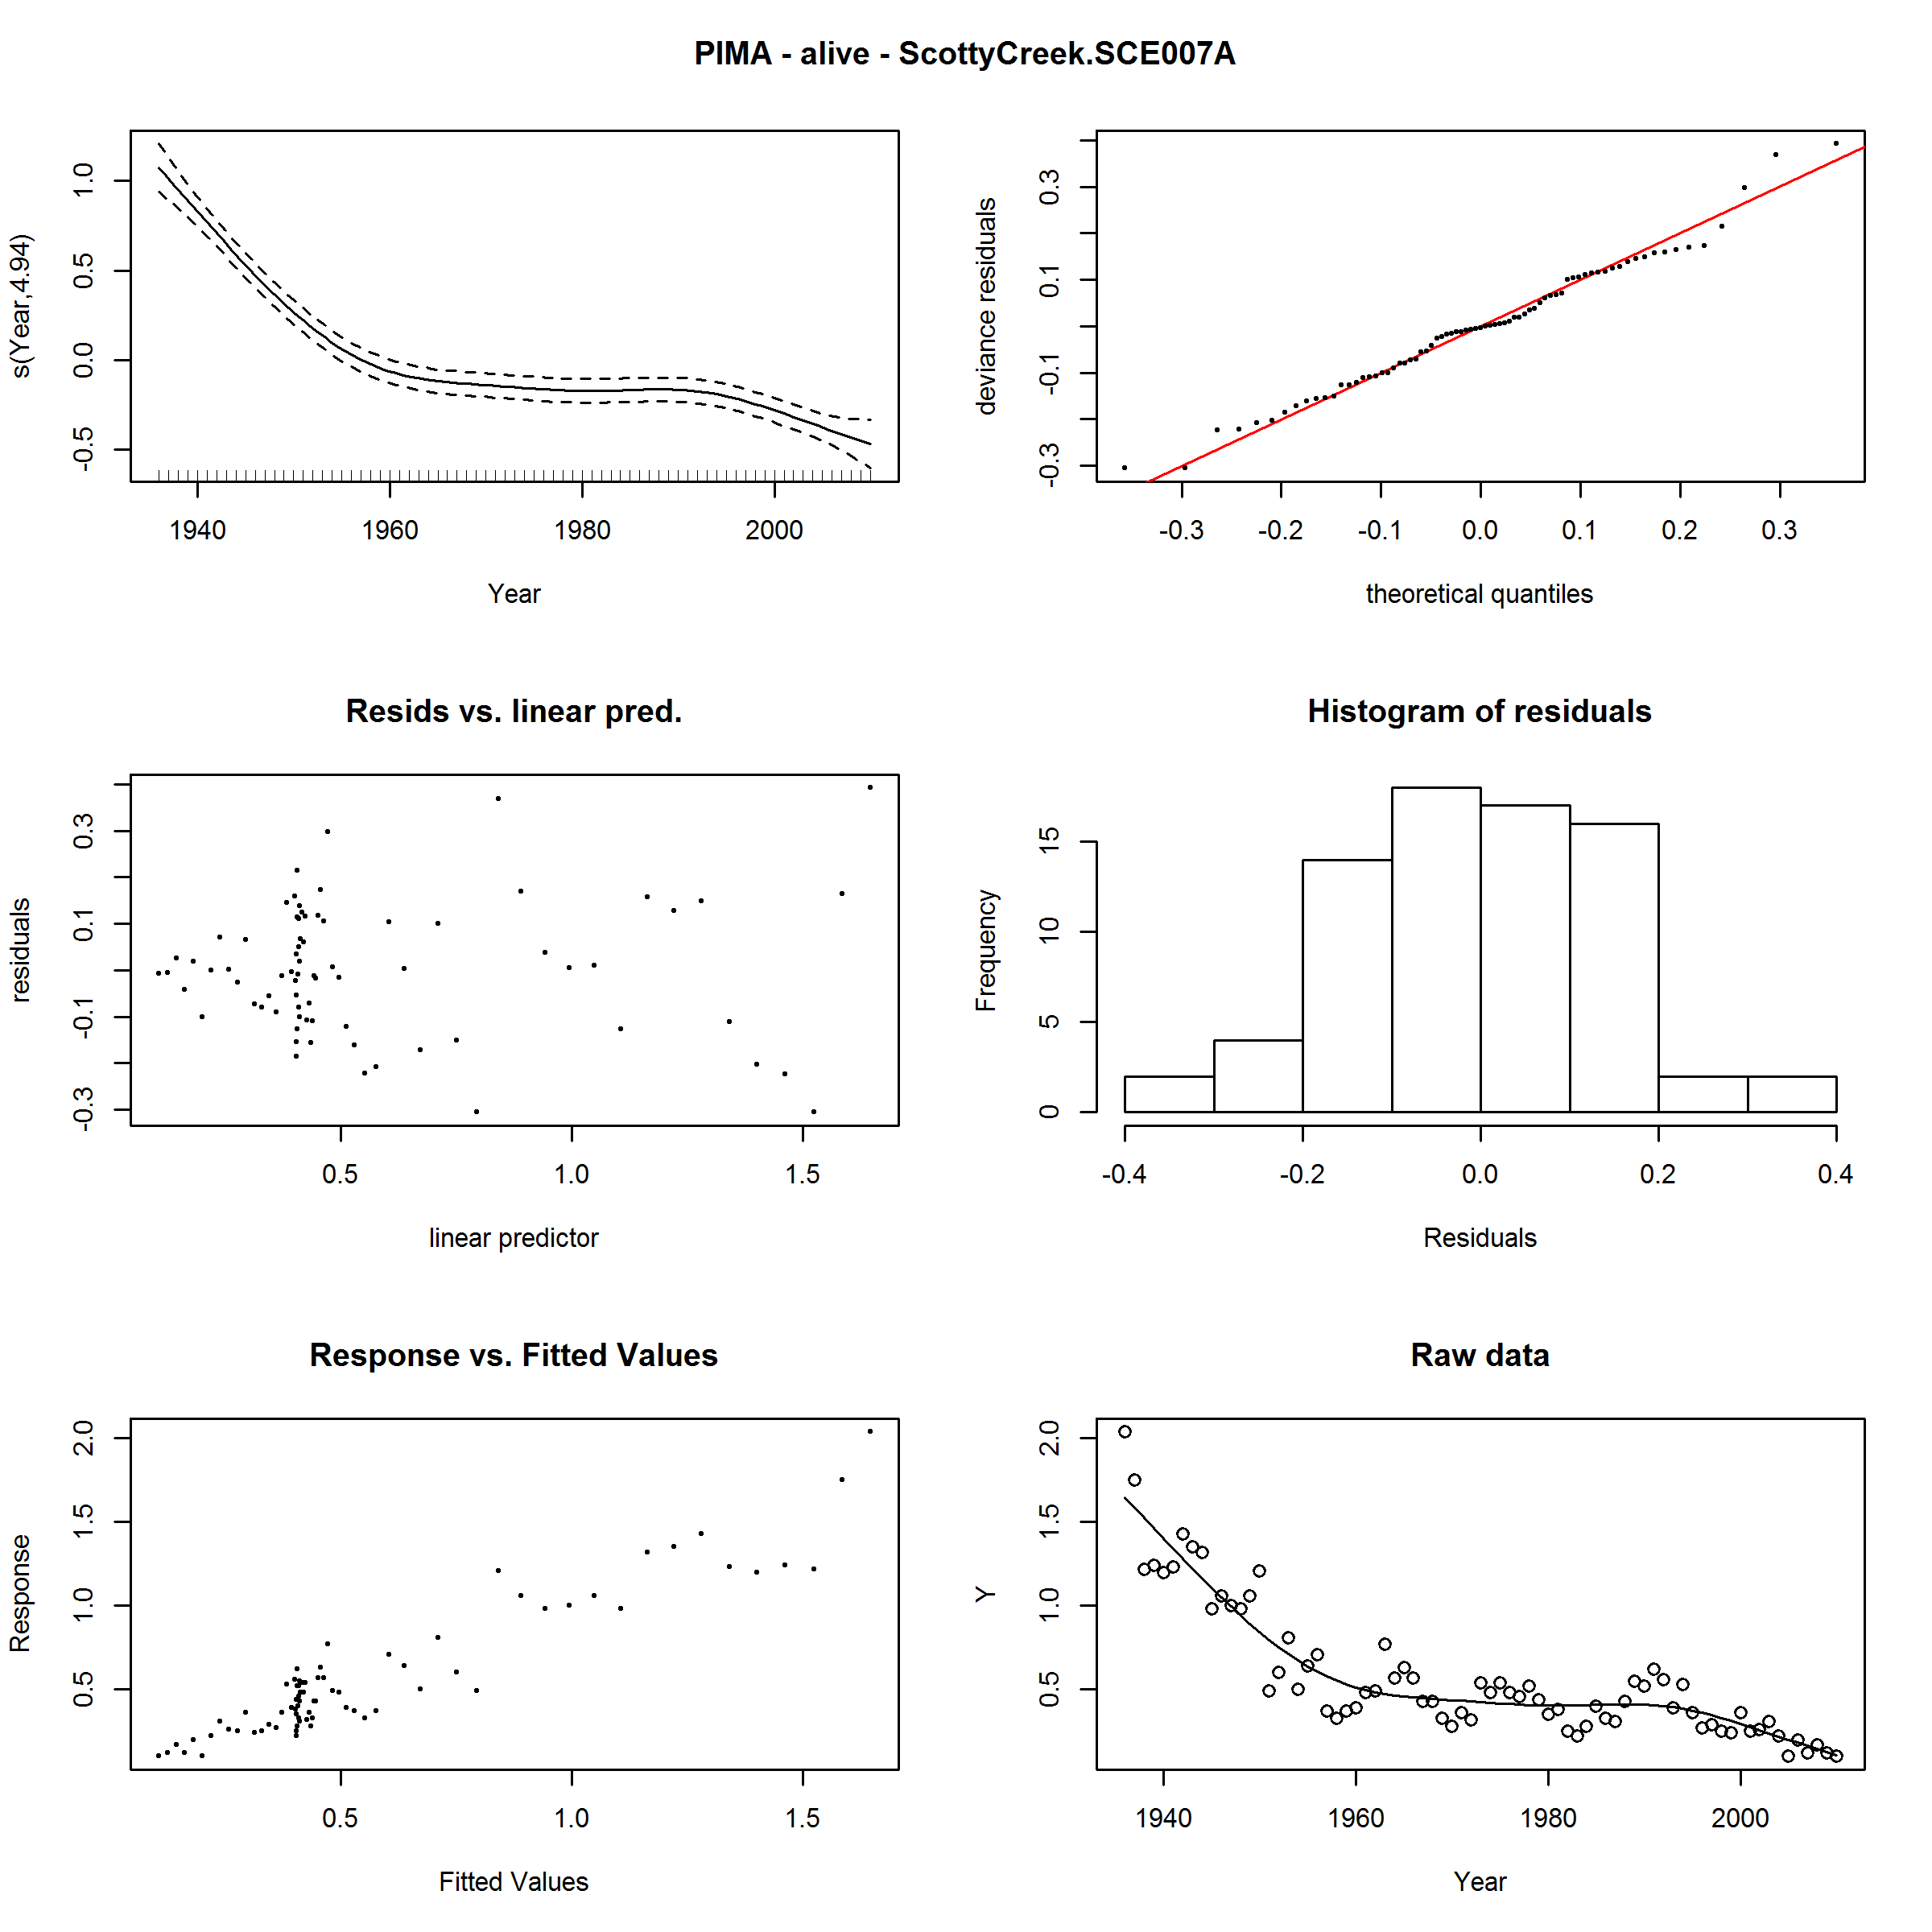 PIMA - alive - ScottyCreek.SCE007A
s(Year,4.94)
1.0
0.5
0.0
-0.5
1940 1960 1980 2000
Year
deviance residuals
0.3
0.1
-0.1
-0.3
-0.3 -0.2 -0.1 0.0 0.1 0.2 0.3
theoretical quantiles
Resids vs. linear pred.
residuals
0.3
0.1
-0.1
-0.3
0.5 1.0 1.5
linear predictor
Histogram of residuals
Frequency
15
10
5
0
-0.4 -0.2 0.0 0.2 0.4
Residuals
Response vs. Fitted Values
Response
2.0
1.5
1.0
0.5
0.5 1.0 1.5
Fitted Values
Raw data
Y
2.0
1.5
1.0
0.5
1940 1960 1980 2000
Year